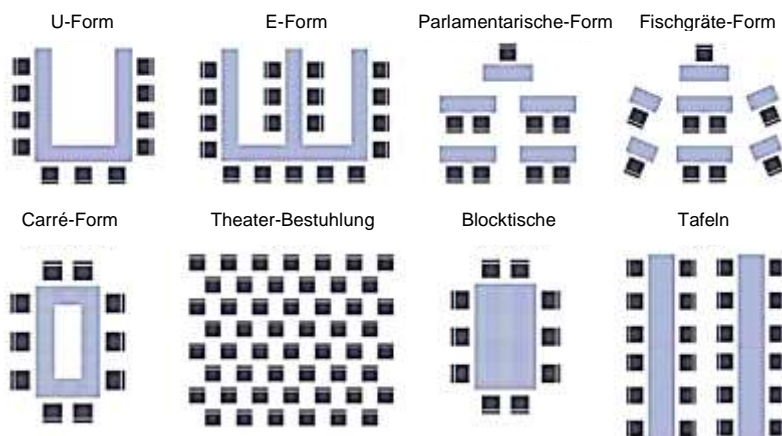 U-Form E-Form Parlamentarische-Form Fischgräte-Form
Carré-Form Theater-Bestuhlung Blocktische Tafeln